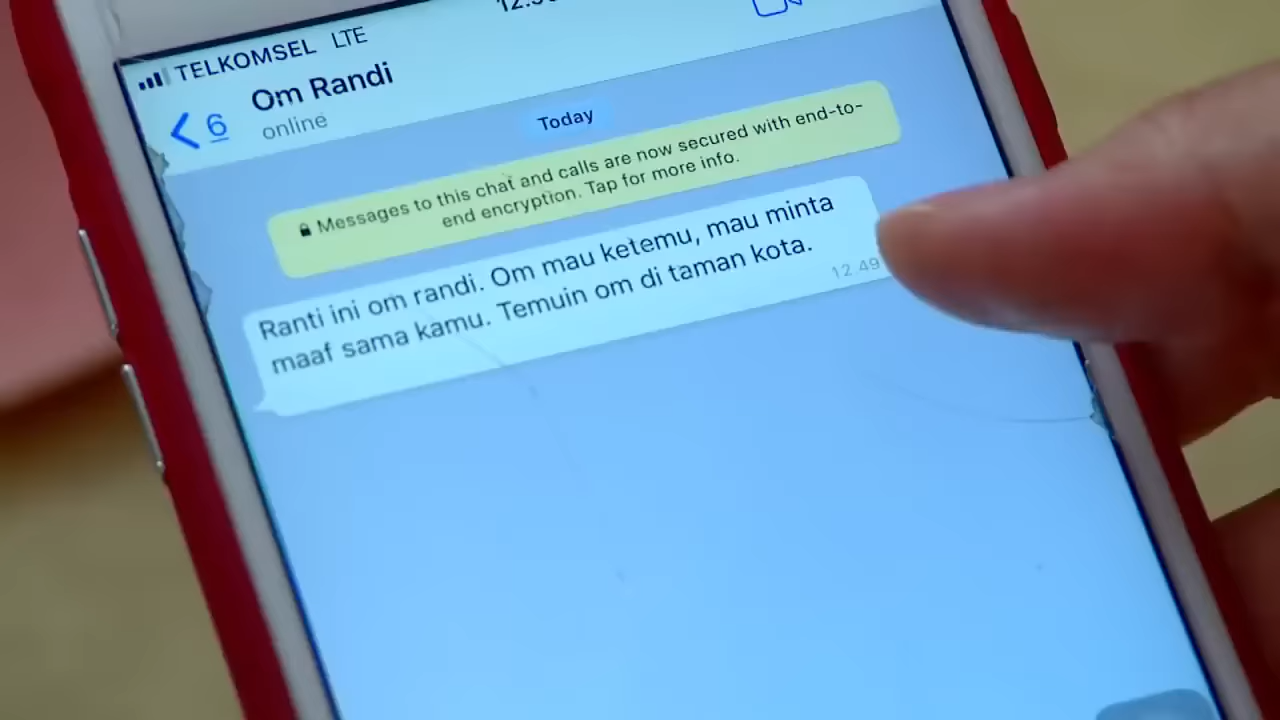 TELKOMSEL LTE
6
Om Randi
online
Today
Messages to this chat and calls are now secured with end-to-
end encryption. Tap for more info.
Ranti ini om randi. Om mau ketemu, mau minta
maaf sama kamu. Temuin om di taman kota.
12.49